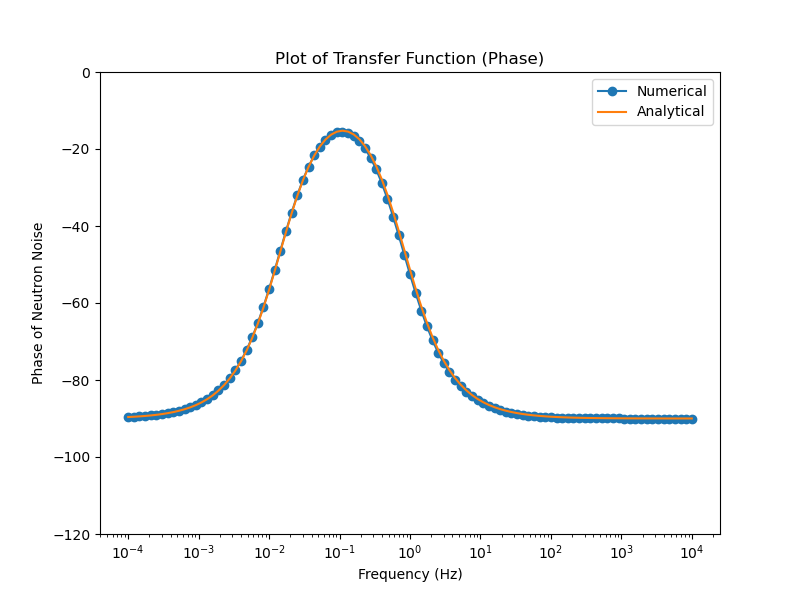 Plot of Transfer Function (Phase)
Numerical
Analytical
Phase of Neutron Noise
0
−20
−40
−60
−80
−100
−120
10⁻⁴ 10⁻³ 10⁻² 10⁻¹ 10⁰ 10¹ 10² 10³ 10⁴
Frequency (Hz)